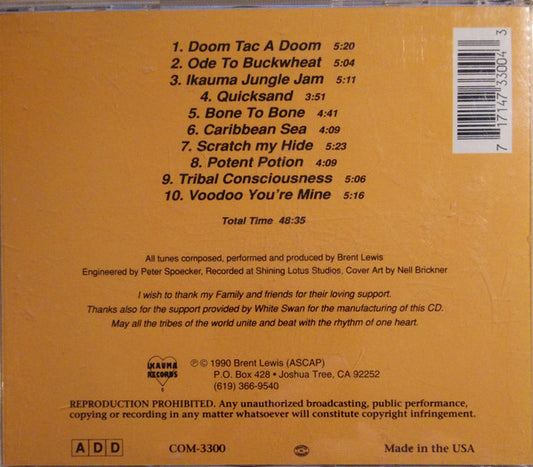 1. Doom Tac A Doom 5:20
2. Ode To Buckwheat 5:04
3. Ikauma Jungle Jam 5:11
4. Quicksand 3:51
5. Bone To Bone 4:41
6. Caribbean Sea 4:09
7. Scratch my Hide 5:23
8. Potent Potion 4:09
9. Tribal Consciousness 5:06
10. Voodoo You're Mine 5:16
Total Time 48:35
7 17147 33004 3
All tunes composed, performed and produced by Brent Lewis
Engineered by Peter Spoecker, Recorded at Shining Lotus Studios, Cover Art by Neil Brickner
I wish to thank my Family and friends for their loving support.
Thanks also for the support provided by White Swan for the manufacturing of this CD.
May all the tribes of the world unite and beat with the rhythm of one heart.
IKAUMA
RECORDS
℗ © 1990 Brent Lewis (ASCAP)
P.O. Box 428 • Joshua Tree, CA 92252
(619) 366-9540
REPRODUCTION PROHIBITED. Any unauthorized broadcasting, public performance,
copying or recording in any matter whatsoever will constitute copyright infringement.
A D D COM-3300 Made in the USA